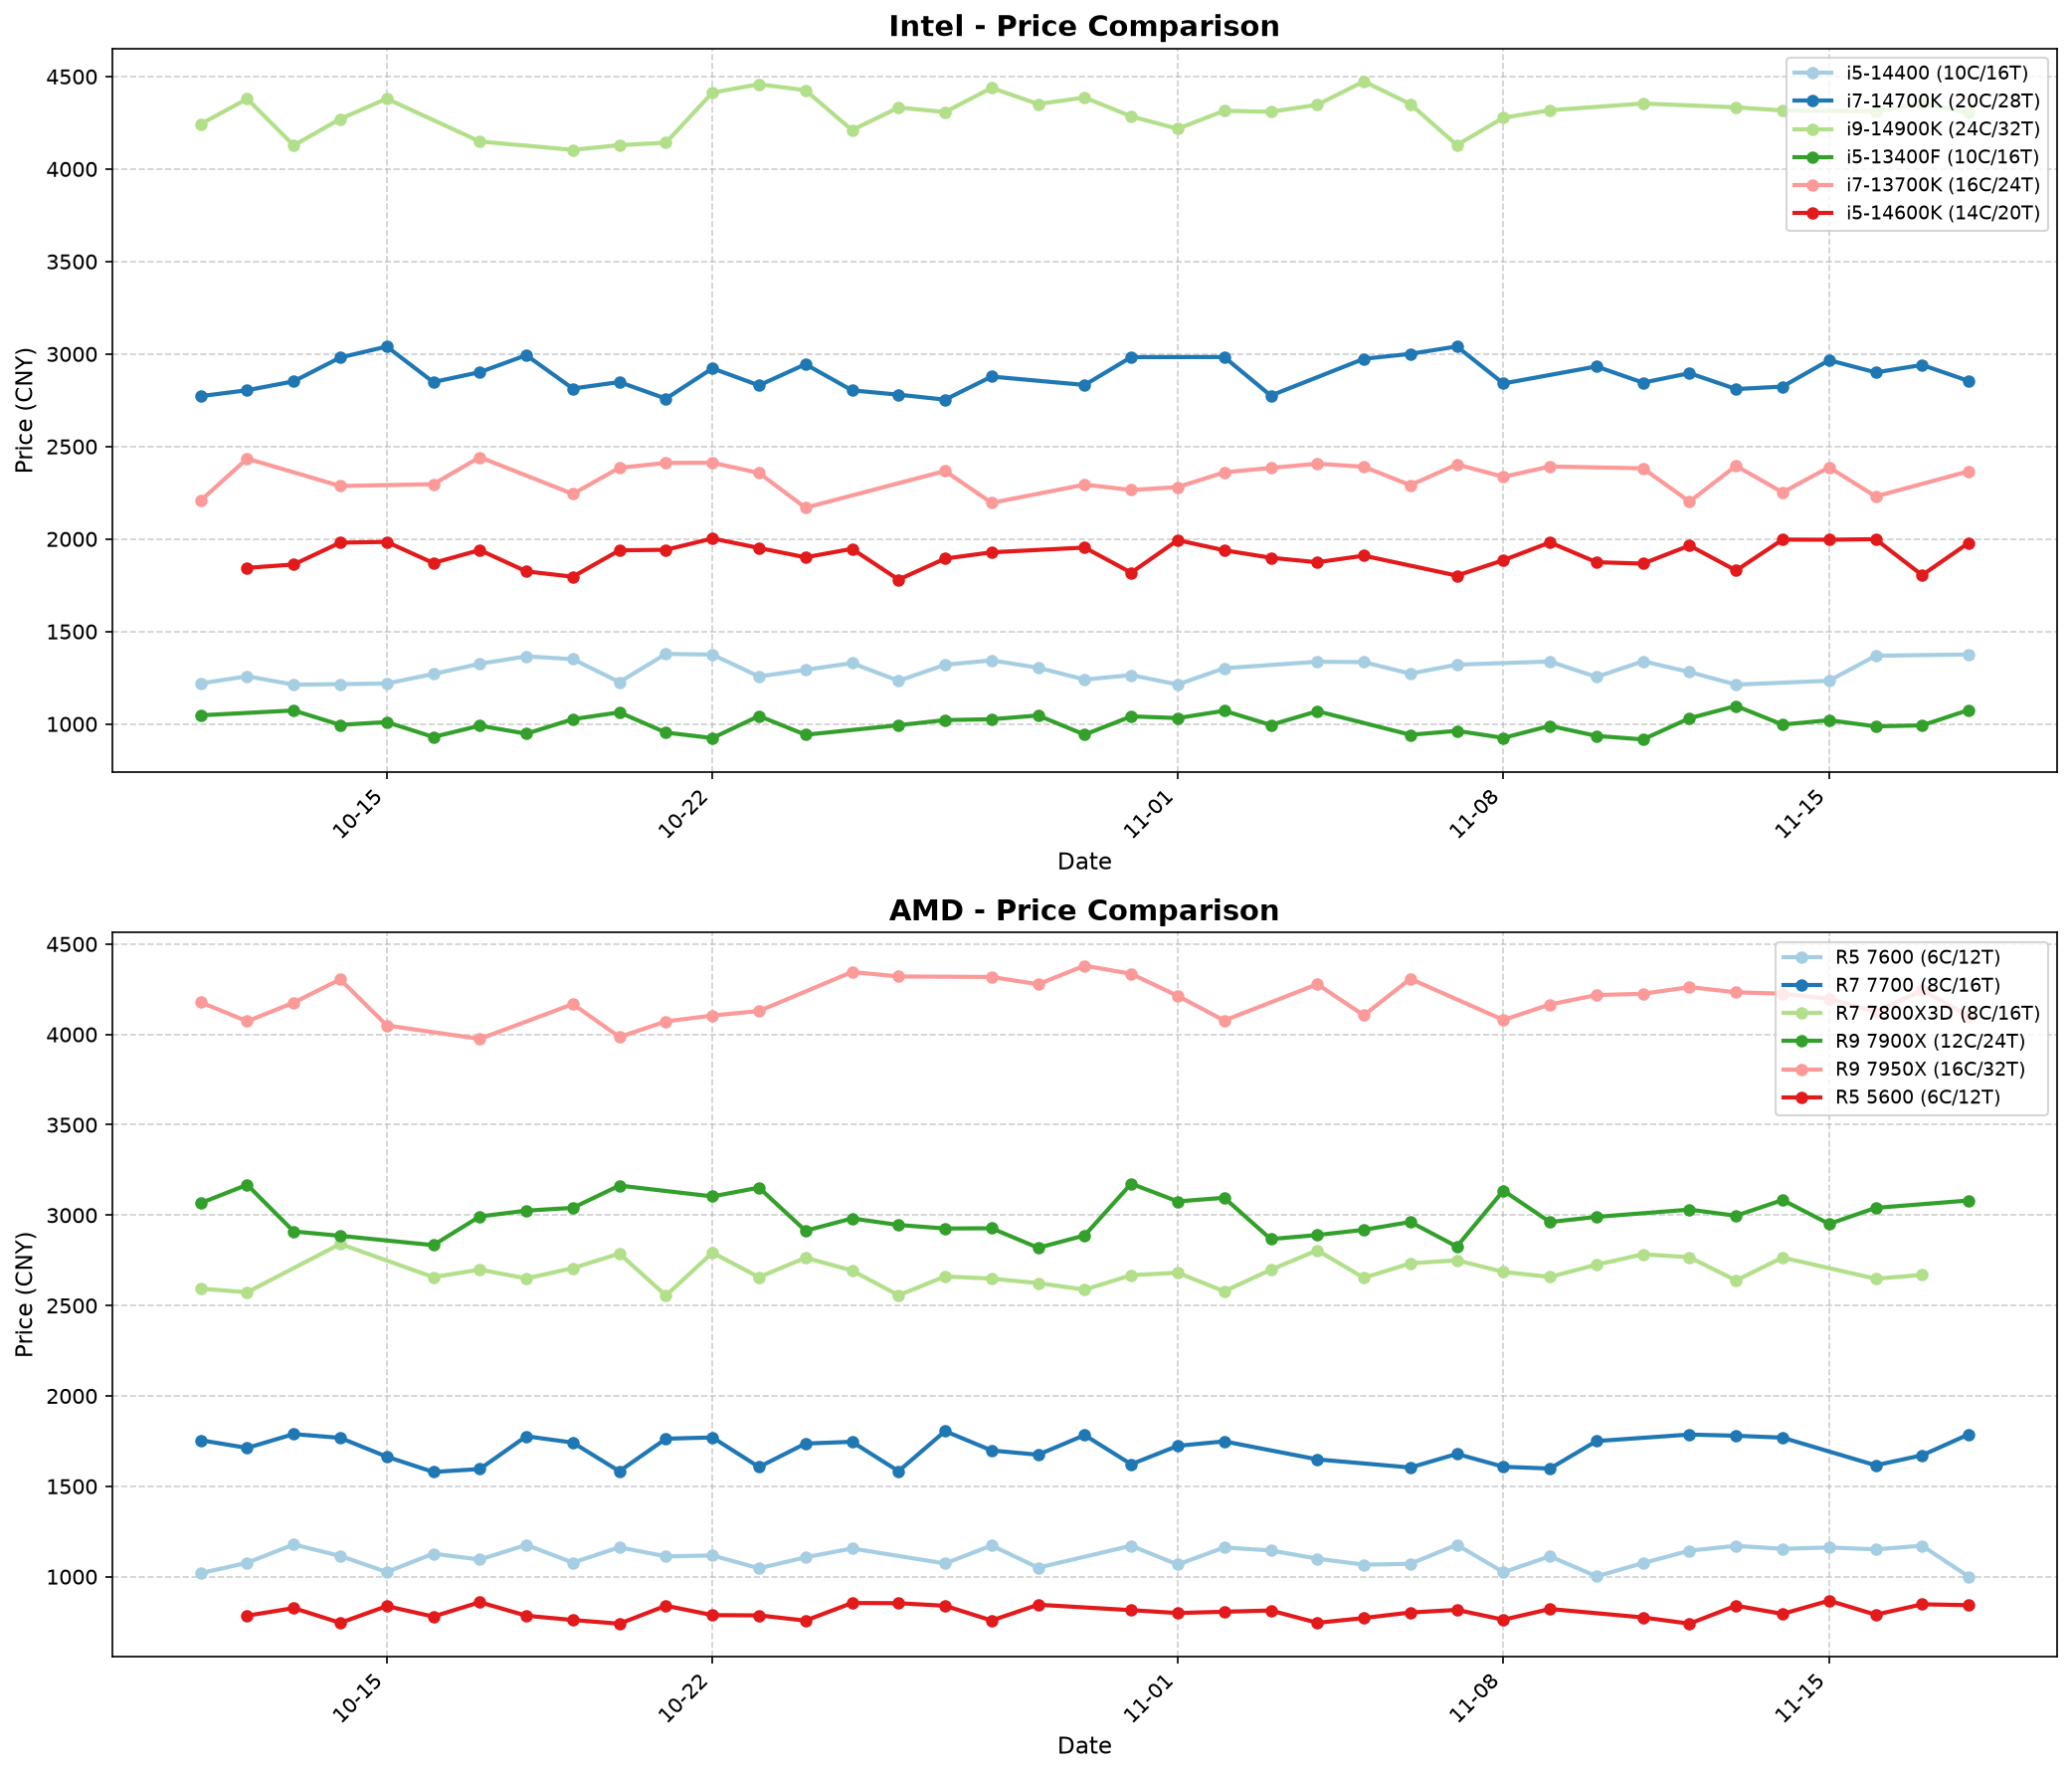 Intel - Price Comparison
Price (CNY)
4500
4000
3500
3000
2500
2000
1500
1000
i5-14400 (10C/16T)
i7-14700K (20C/28T)
i9-14900K (24C/32T)
i5-13400F (10C/16T)
i7-13700K (16C/24T)
i5-14600K (14C/20T)
10-15
10-22
11-01
11-08
11-15
Date
AMD - Price Comparison
Price (CNY)
4500
4000
3500
3000
2500
2000
1500
1000
R5 7600 (6C/12T)
R7 7700 (8C/16T)
R7 7800X3D (8C/16T)
R9 7900X (12C/24T)
R9 7950X (16C/32T)
R5 5600 (6C/12T)
10-15
10-22
11-01
11-08
11-15
Date